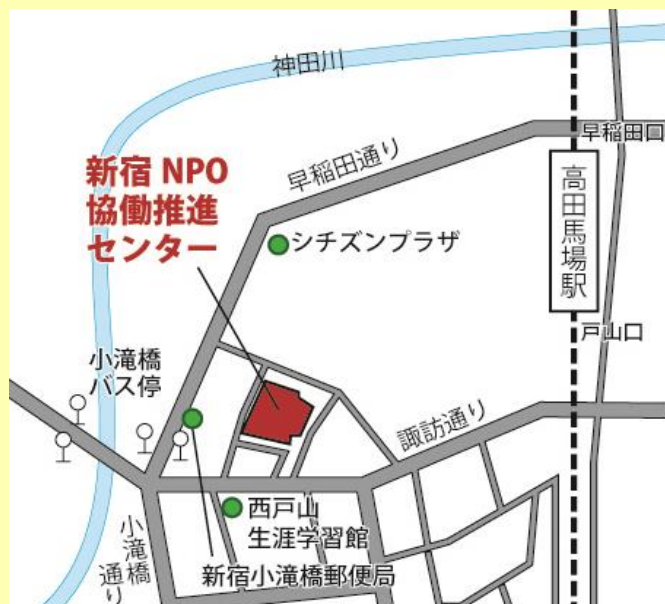 神田川
早稲田口
早稲田通り
新宿 NPO
協働推進
センター
高田馬場駅
シチズンプラザ
戸山口
小滝橋
バス停
諏訪通り
西戸山
生涯学習館
小滝橋
通り
新宿小滝橋郵便局